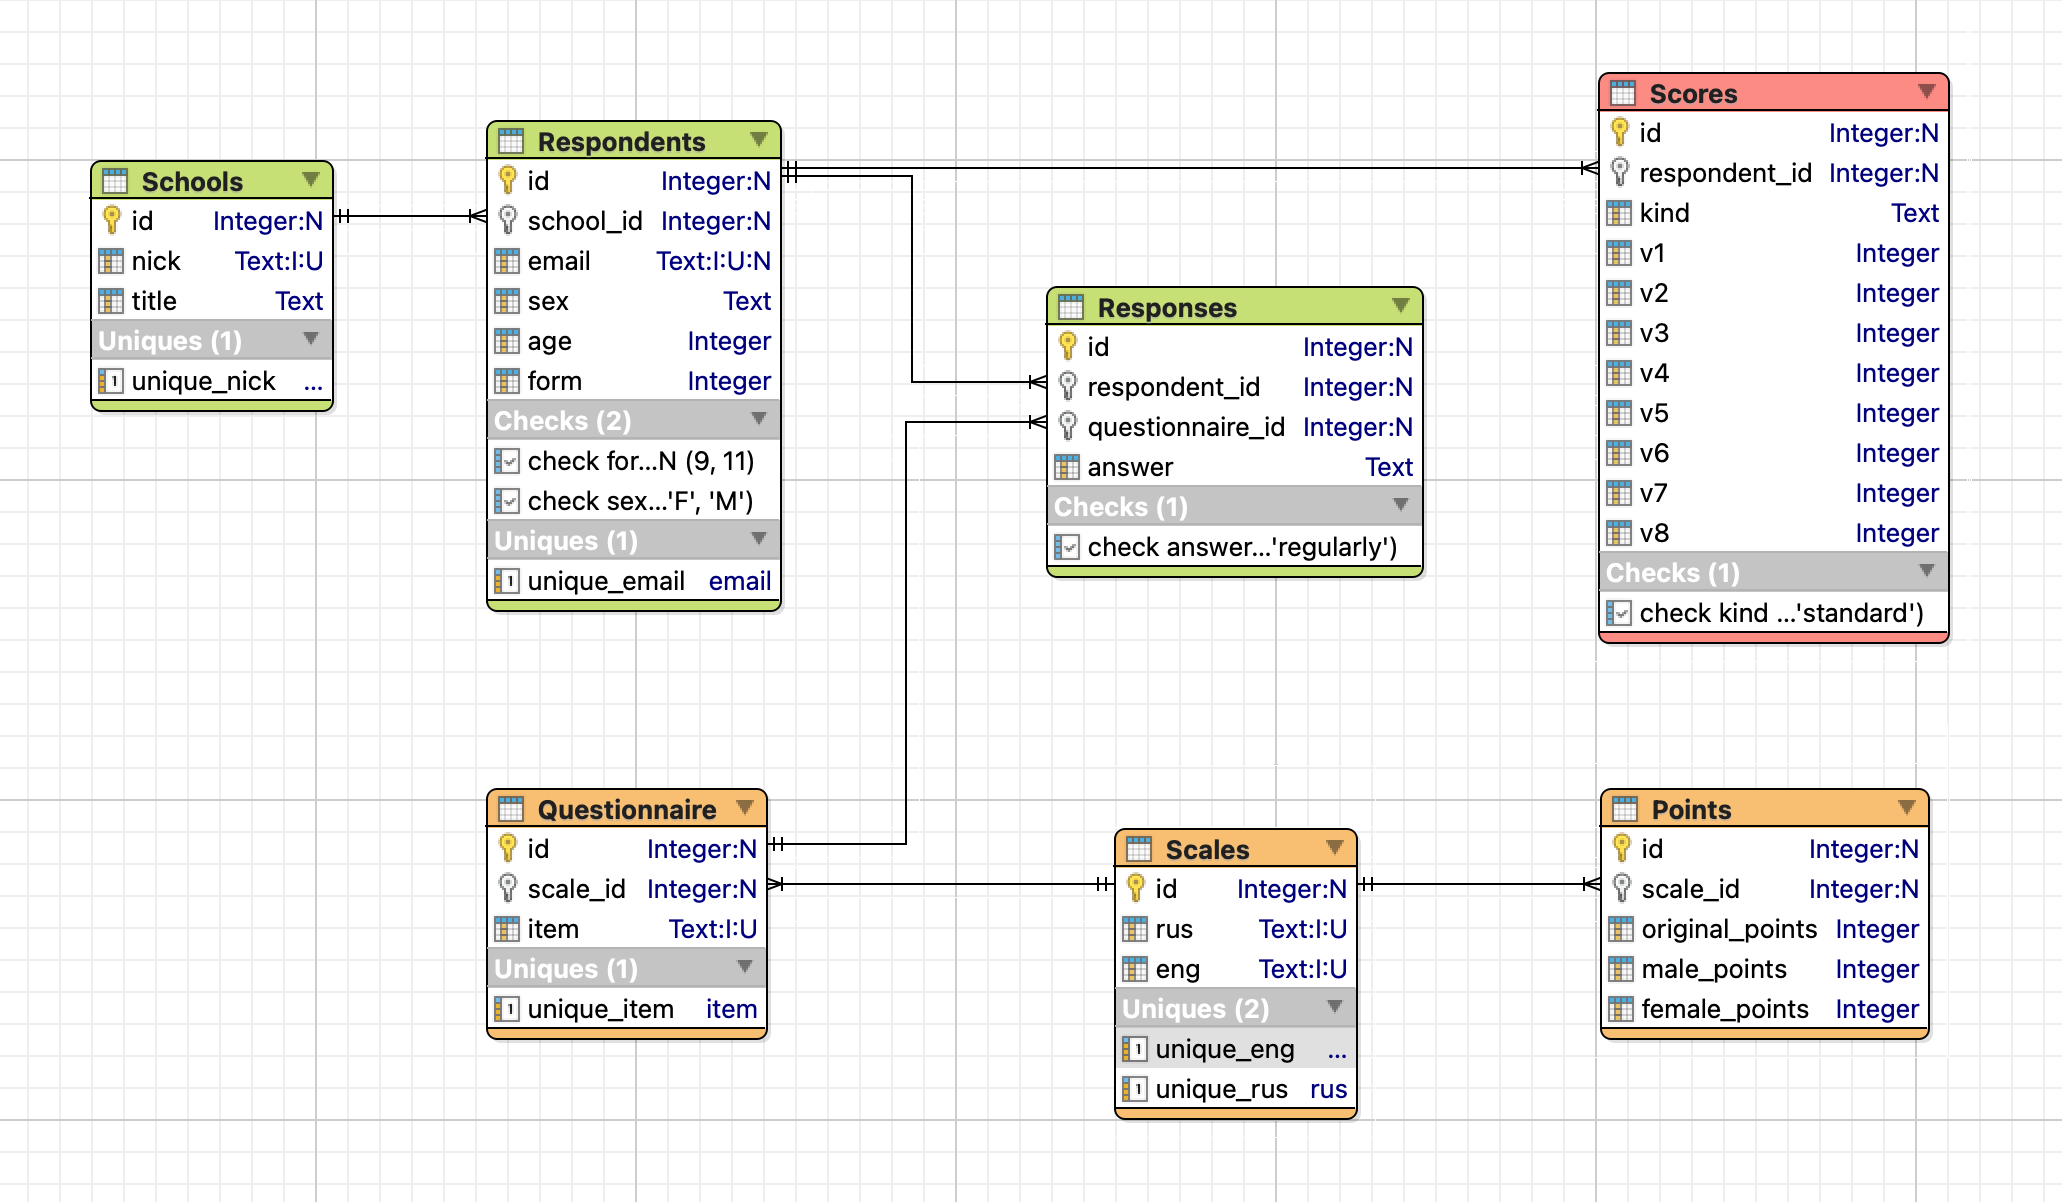 Schools
id Integer:N
nick Text:I:U
title Text
Uniques (1)
unique_nick ...
Respondents
id Integer:N
school_id Integer:N
email Text:I:U:N
sex Text
age Integer
form Integer
Checks (2)
check for...N (9, 11)
check sex...'F', 'M')
Uniques (1)
unique_email email
Responses
id Integer:N
respondent_id Integer:N
questionnaire_id Integer:N
answer Text
Checks (1)
check answer...'regularly')
Scores
id Integer:N
respondent_id Integer:N
kind Text
v1 Integer
v2 Integer
v3 Integer
v4 Integer
v5 Integer
v6 Integer
v7 Integer
v8 Integer
Checks (1)
check kind ...'standard')
Questionnaire
id Integer:N
scale_id Integer:N
item Text:I:U
Uniques (1)
unique_item item
Scales
id Integer:N
rus Text:I:U
eng Text:I:U
Uniques (2)
unique_eng ...
unique_rus rus
Points
id Integer:N
scale_id Integer:N
original_points Integer
male_points Integer
female_points Integer